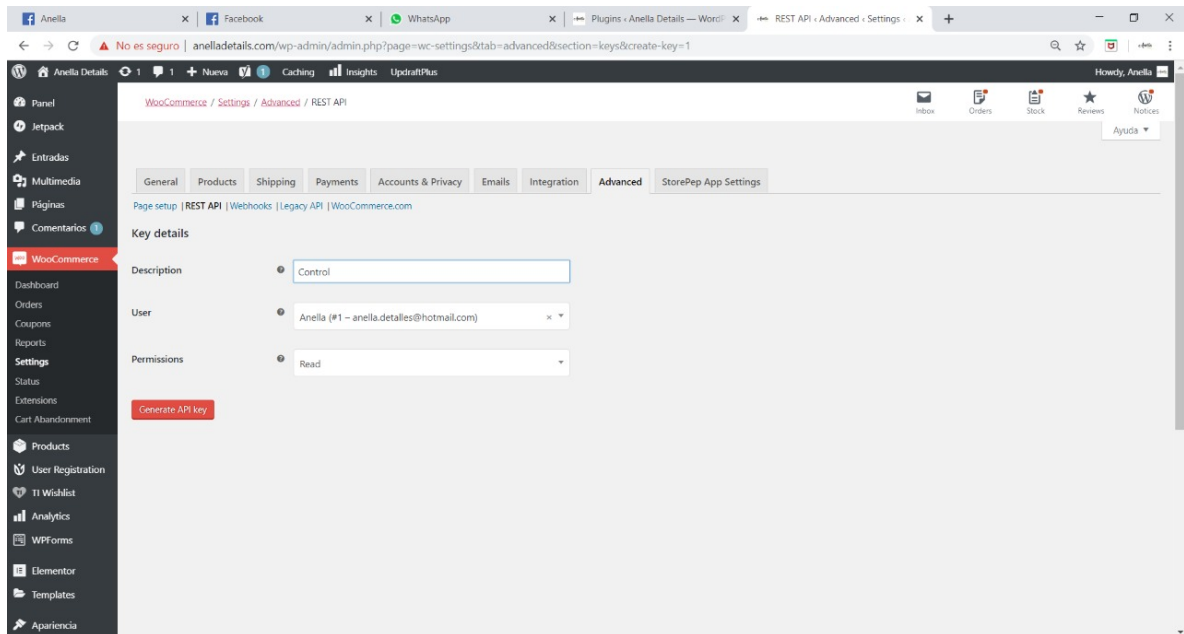 Anella
Facebook
WhatsApp
Plugins ‹ Anella Details — WordP
REST API ‹ Advanced ‹ Settings ‹
No es seguro | anelladetails.com/wp-admin/admin.php?page=wc-settings&tab=advanced&section=keys&create-key=1
Anella Details 1 1 + Nueva 1 Caching Insights UpdraftPlus Howdy, Anella
Panel
Jetpack
Entradas
Multimedia
Páginas
Comentarios 1
WooCommerce
Dashboard
Orders
Coupons
Reports
Settings
Status
Extensions
Cart Abandonment
Products
User Registration
TI Wishlist
Analytics
WPForms
Elementor
Templates
Apariencia
WooCommerce / Settings / Advanced / REST API
Inbox Orders Stock Reviews Notices
Ayuda
General Products Shipping Payments Accounts & Privacy Emails Integration Advanced StorePep App Settings
Page setup | REST API | Webhooks | Legacy API | WooCommerce.com
Key details
Description Control
User Anella (#1 – anella.detalles@hotmail.com) ×
Permissions Read
Generate API key